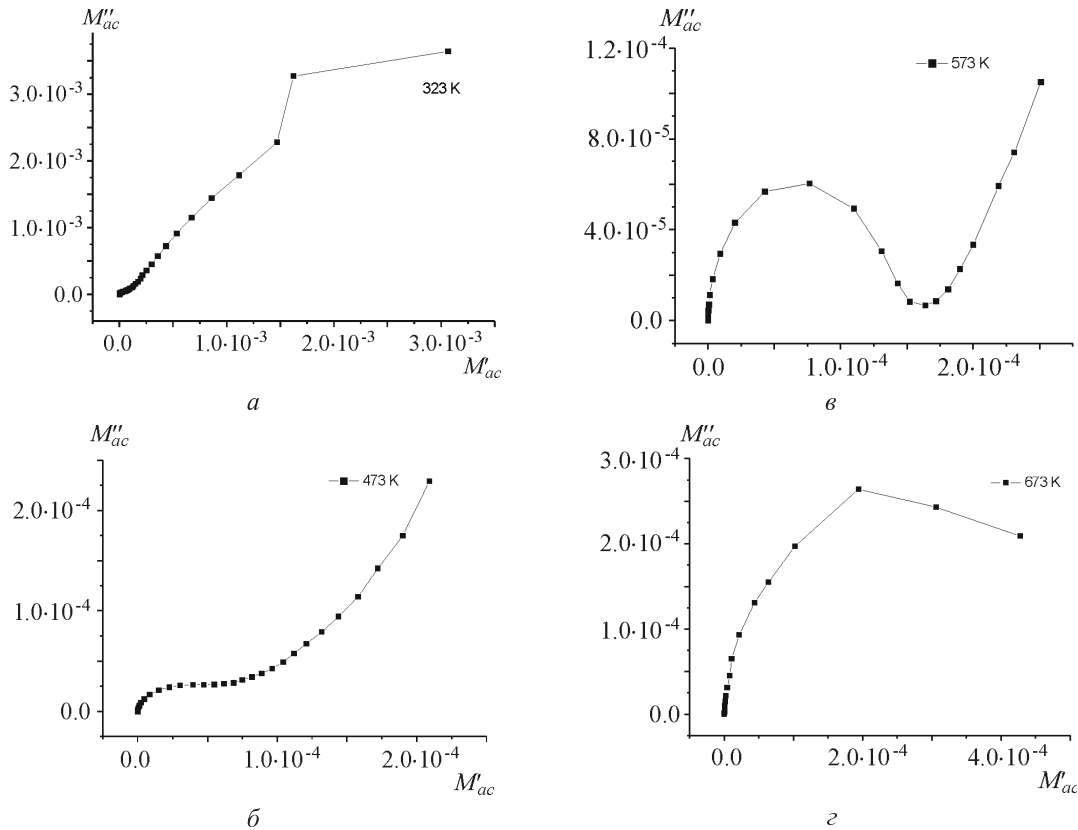 M″ac
3.0·10⁻³
2.0·10⁻³
1.0·10⁻³
0.0
323 K
0.0
1.0·10⁻³
2.0·10⁻³
3.0·10⁻³
M′ac
а
M″ac
1.2·10⁻⁴
8.0·10⁻⁵
4.0·10⁻⁵
0.0
573 K
0.0
1.0·10⁻⁴
2.0·10⁻⁴
в
M″ac
2.0·10⁻⁴
1.0·10⁻⁴
0.0
473 K
0.0
1.0·10⁻⁴
2.0·10⁻⁴
M′ac
б
M″ac
3.0·10⁻⁴
2.0·10⁻⁴
1.0·10⁻⁴
0.0
673 K
0.0
2.0·10⁻⁴
4.0·10⁻⁴
M′ac
г